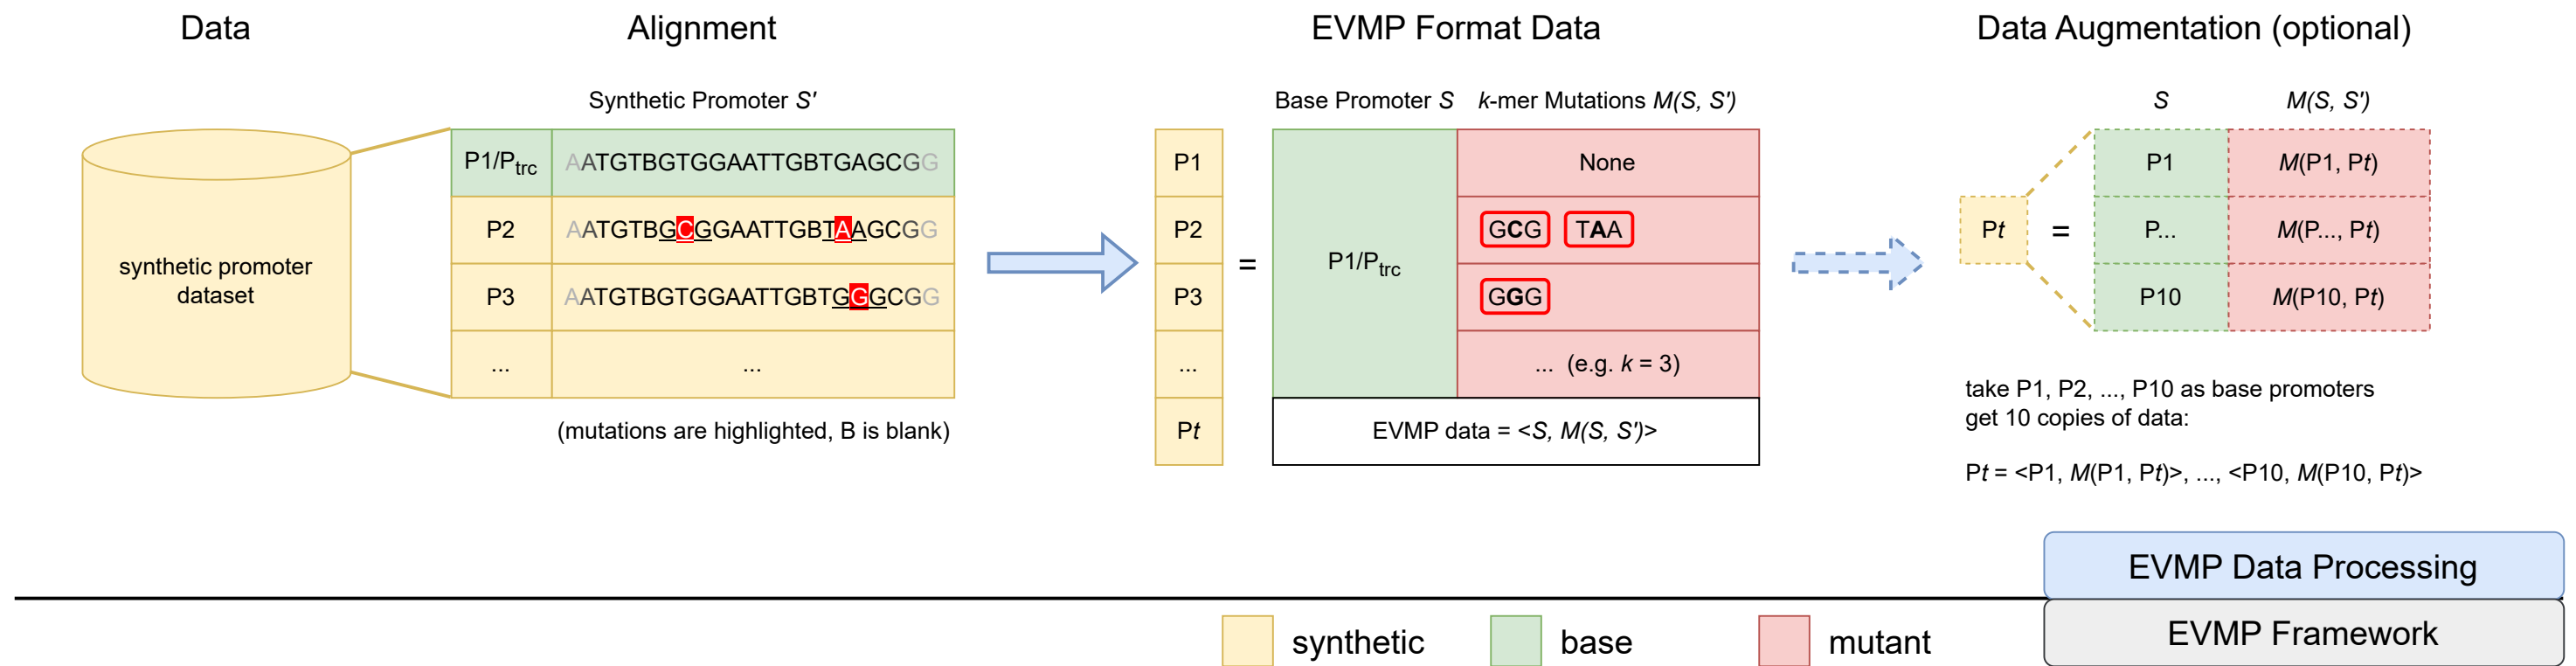 Data
Alignment
EVMP Format Data
Data Augmentation (optional)
Synthetic Promoter S'
Base Promoter S
k-mer Mutations M(S, S')
S
M(S, S')
synthetic promoter
dataset
P1/Ptrc
AATGTBGTGGAATTGBTGAGCGG
P2
AATGTBGCGGAATTGBTAAGCGG
P3
AATGTBGTGGAATTGBTGGGCGG
...
...
(mutations are highlighted, B is blank)
P1
P2
P3
...
Pt
=
P1/Ptrc
None
GCG TAA
GGG
... (e.g. k = 3)
EVMP data = <S, M(S, S')>
Pt
=
P1
M(P1, Pt)
P...
M(P..., Pt)
P10
M(P10, Pt)
take P1, P2, ..., P10 as base promoters
get 10 copies of data:
Pt = <P1, M(P1, Pt)>, ..., <P10, M(P10, Pt)>
EVMP Data Processing
synthetic
base
mutant
EVMP Framework